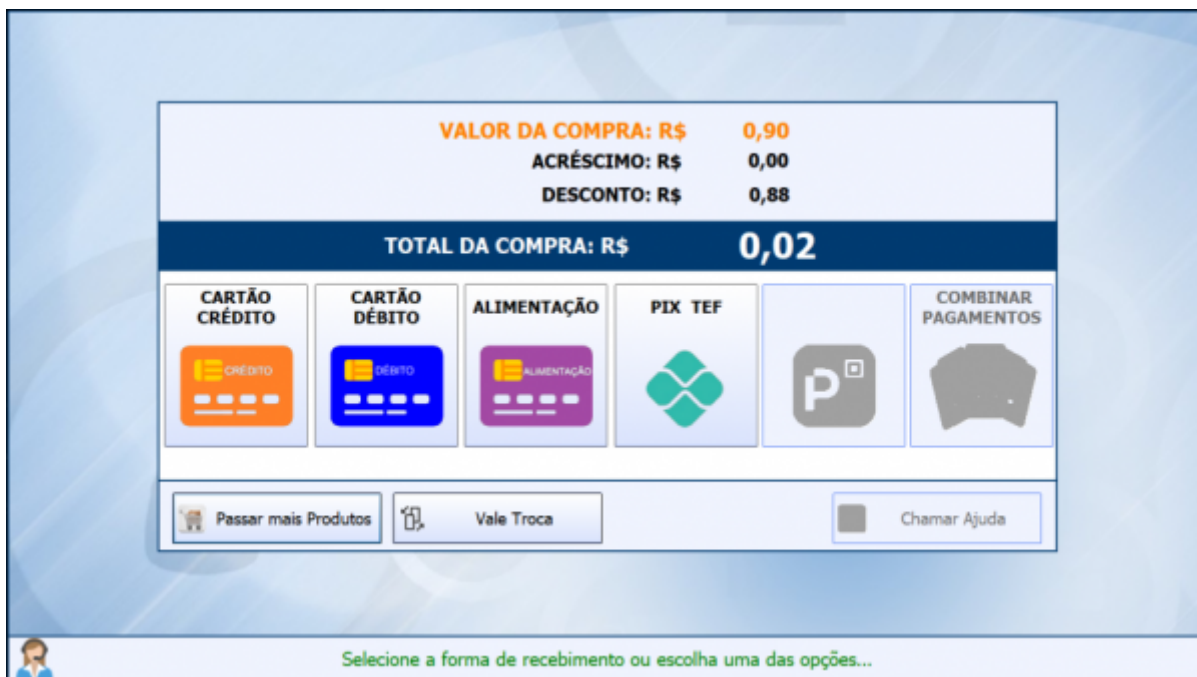 VALOR DA COMPRA: R$ 0,90
ACRÉSCIMO: R$ 0,00
DESCONTO: R$ 0,88
TOTAL DA COMPRA: R$ 0,02
CARTÃO
CRÉDITO
CARTÃO
DÉBITO
ALIMENTAÇÃO
PIX TEF
COMBINAR
PAGAMENTOS
CRÉDITO
DÉBITO
ALIMENTAÇÃO
P
Passar mais Produtos
Vale Troca
Chamar Ajuda
Selecione a forma de recebimento ou escolha uma das opções...